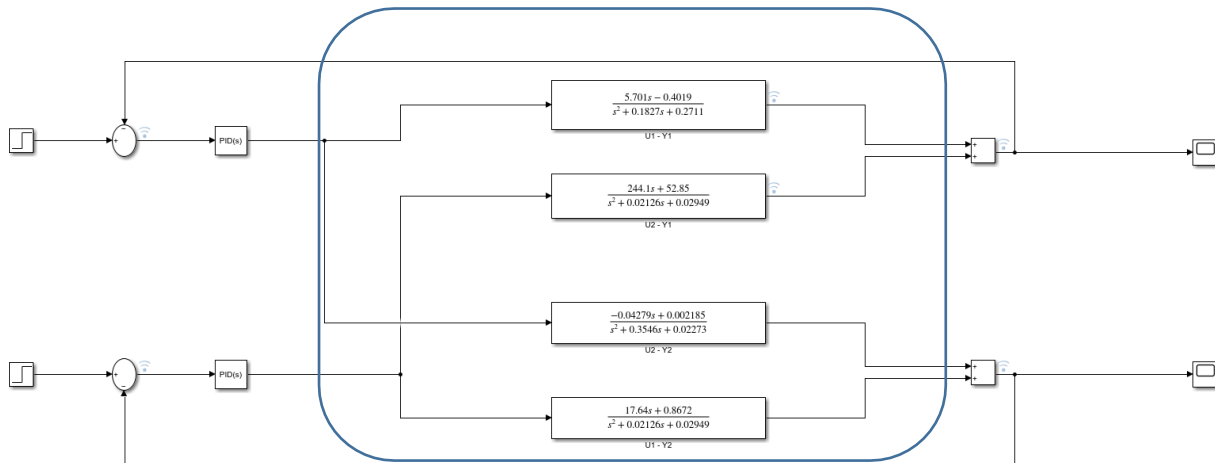 5.701s − 0.4019
s² + 0.1827s + 0.2711
U1 - Y1
PID(s)
244.1s + 52.85
s² + 0.02126s + 0.02949
U2 - Y1
−0.04279s + 0.002185
s² + 0.3546s + 0.02273
U2 - Y2
PID(s)
17.64s + 0.8672
s² + 0.02126s + 0.02949
U1 - Y2